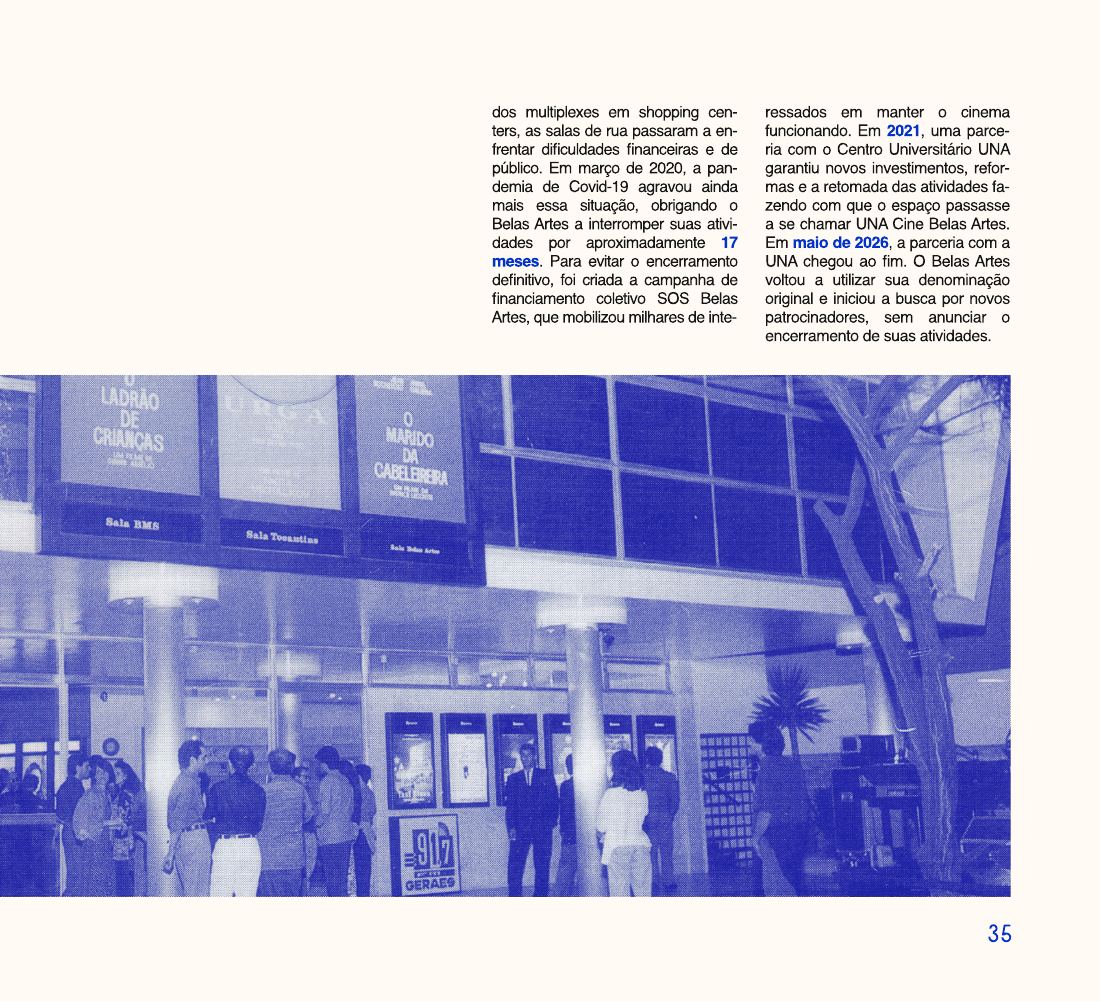 dos multiplexes em shopping cen-
ters, as salas de rua passaram a en-
frentar dificuldades financeiras e de
público. Em março de 2020, a pan-
demia de Covid-19 agravou ainda
mais essa situação, obrigando o
Belas Artes a interromper suas ativi-
dades por aproximadamente 17
meses. Para evitar o encerramento
definitivo, foi criada a campanha de
financiamento coletivo SOS Belas
Artes, que mobilizou milhares de inte-
ressados em manter o cinema
funcionando. Em 2021, uma parce-
ria com o Centro Universitário UNA
garantiu novos investimentos, refor-
mas e a retomada das atividades fa-
zendo com que o espaço passasse
a se chamar UNA Cine Belas Artes.
Em maio de 2026, a parceria com a
UNA chegou ao fim. O Belas Artes
voltou a utilizar sua denominação
original e iniciou a busca por novos
patrocinadores, sem anunciar o
encerramento de suas atividades.
O
LADRÃO
DE
CRIANÇAS
UM FILME DE
Sala BMS
URGA
Sala Tocantins
O
MARIDO
DA
CABELEIREIRA
UM FILME DE
Sala Belas Artes
91.7
GERAES
35